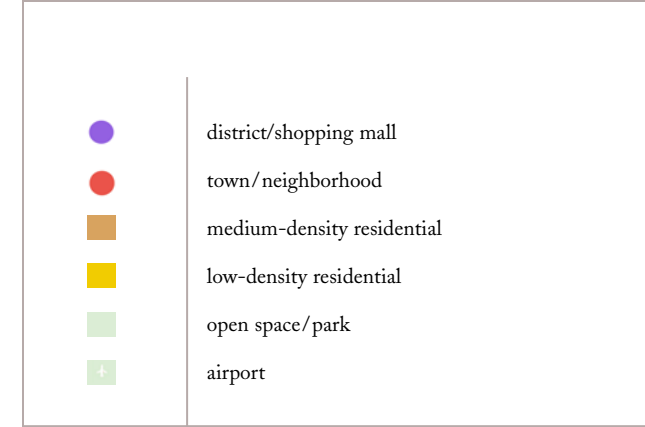 district/shopping mall
town/neighborhood
medium-density residential
low-density residential
open space/park
airport